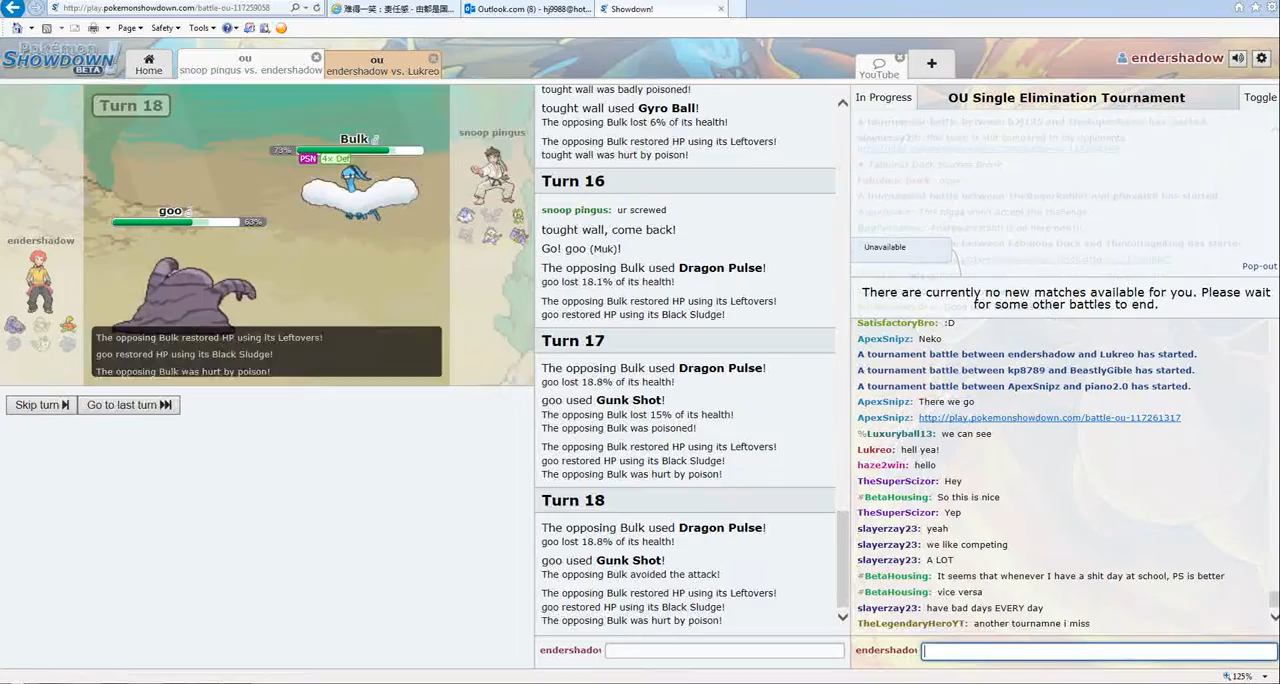 http://play.pokemonshowdown.com/battle-ou-117259058
Outlook.com (8) - hj9988@hot...
Showdown!
Page
Safety
Tools
Pokémon
SHOWDOWN
BETA
Home
ou
snoop pingus vs. endershadow
ou
endershadow vs. Lukreo
YouTube
+
endershadow
Turn 18
Bulk
73%
PSN 4x Def
goo
63%
snoop pingus
endershadow
The opposing Bulk restored HP using its Leftovers!
goo restored HP using its Black Sludge!
The opposing Bulk was hurt by poison!
Skip turn
Go to last turn
tought wall was badly poisoned!
tought wall used Gyro Ball!
The opposing Bulk lost 6% of its health!
The opposing Bulk restored HP using its Leftovers!
tought wall was hurt by poison!
Turn 16
snoop pingus: ur screwed
tought wall, come back!
Go! goo (Muk)!
The opposing Bulk used Dragon Pulse!
goo lost 18.1% of its health!
The opposing Bulk restored HP using its Leftovers!
goo restored HP using its Black Sludge!
Turn 17
The opposing Bulk used Dragon Pulse!
goo lost 18.8% of its health!
goo used Gunk Shot!
The opposing Bulk lost 15% of its health!
The opposing Bulk was poisoned!
The opposing Bulk restored HP using its Leftovers!
goo restored HP using its Black Sludge!
The opposing Bulk was hurt by poison!
Turn 18
The opposing Bulk used Dragon Pulse!
goo lost 18.8% of its health!
goo used Gunk Shot!
The opposing Bulk avoided the attack!
The opposing Bulk restored HP using its Leftovers!
goo restored HP using its Black Sludge!
The opposing Bulk was hurt by poison!
endershadov
In Progress
OU Single Elimination Tournament
Toggle
Unavailable
Pop-out
There are currently no new matches available for you. Please wait
for some other battles to end.
SatisfactoryBro: :D
ApexSnipz: Neko
A tournament battle between endershadow and Lukreo has started.
A tournament battle between kp8789 and BeastlyGible has started.
A tournament battle between ApexSnipz and piano2.0 has started.
ApexSnipz: There we go
ApexSnipz: http://play.pokemonshowdown.com/battle-ou-117261317
%Luxuryball13: we can see
Lukreo: hell yea!
haze2win: hello
TheSuperScizor: Hey
#BetaHousing: So this is nice
TheSuperScizor: Yep
slayerzay23: yeah
slayerzay23: we like competing
slayerzay23: A LOT
#BetaHousing: It seems that whenever I have a shit day at school, PS is better
#BetaHousing: vice versa
slayerzay23: have bad days EVERY day
TheLegendaryHeroYT: another tournamne i miss
endershadov
125%